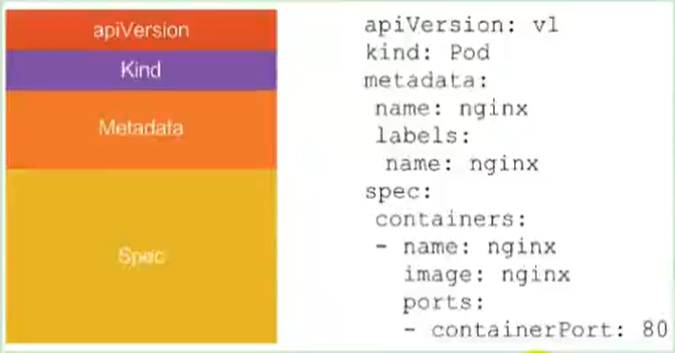 apiVersion
Kind
Metadata
Spec
apiVersion: v1
kind: Pod
metadata:
 name: nginx
 labels:
  name: nginx
spec:
 containers:
 - name: nginx
   image: nginx
   ports:
   - containerPort: 80